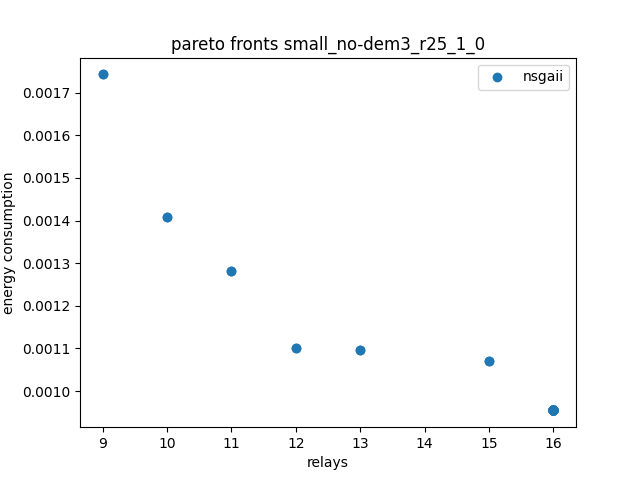 pareto fronts small_no-dem3_r25_1_0
nsgaii
0.0017
0.0016
0.0015
0.0014
0.0013
0.0012
0.0011
0.0010
energy consumption
9 10 11 12 13 14 15 16
relays